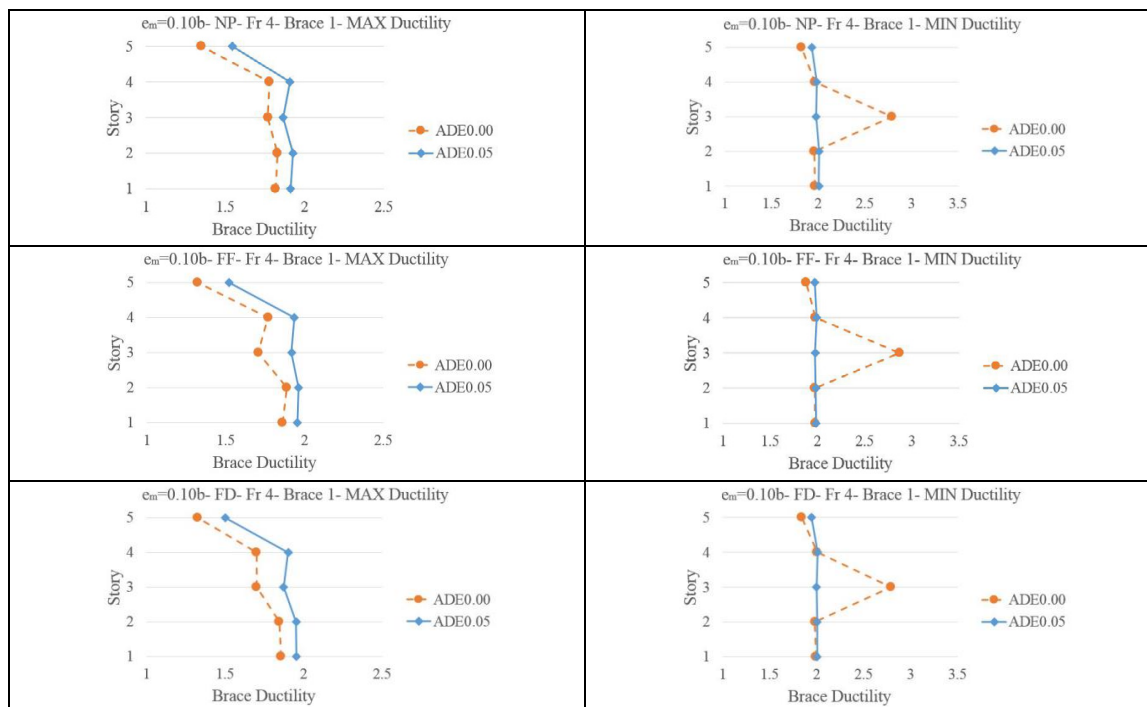 eₘ=0.10b- NP- Fr 4- Brace 1- MAX Ductility
5
4
3
2
1
Story
1 1.5 2 2.5
Brace Ductility
ADE0.00
ADE0.05
eₘ=0.10b- NP- Fr 4- Brace 1- MIN Ductility
5
4
3
2
1
Story
1 1.5 2 2.5 3 3.5
Brace Ductility
ADE0.00
ADE0.05
eₘ=0.10b- FF- Fr 4- Brace 1- MAX Ductility
5
4
3
2
1
Story
1 1.5 2 2.5
Brace Ductility
ADE0.00
ADE0.05
eₘ=0.10b- FF- Fr 4- Brace 1- MIN Ductility
5
4
3
2
1
Story
1 1.5 2 2.5 3 3.5
Brace Ductility
ADE0.00
ADE0.05
eₘ=0.10b- FD- Fr 4- Brace 1- MAX Ductility
5
4
3
2
1
Story
1 1.5 2 2.5
Brace Ductility
ADE0.00
ADE0.05
eₘ=0.10b- FD- Fr 4- Brace 1- MIN Ductility
5
4
3
2
1
Story
1 1.5 2 2.5 3 3.5
Brace Ductility
ADE0.00
ADE0.05